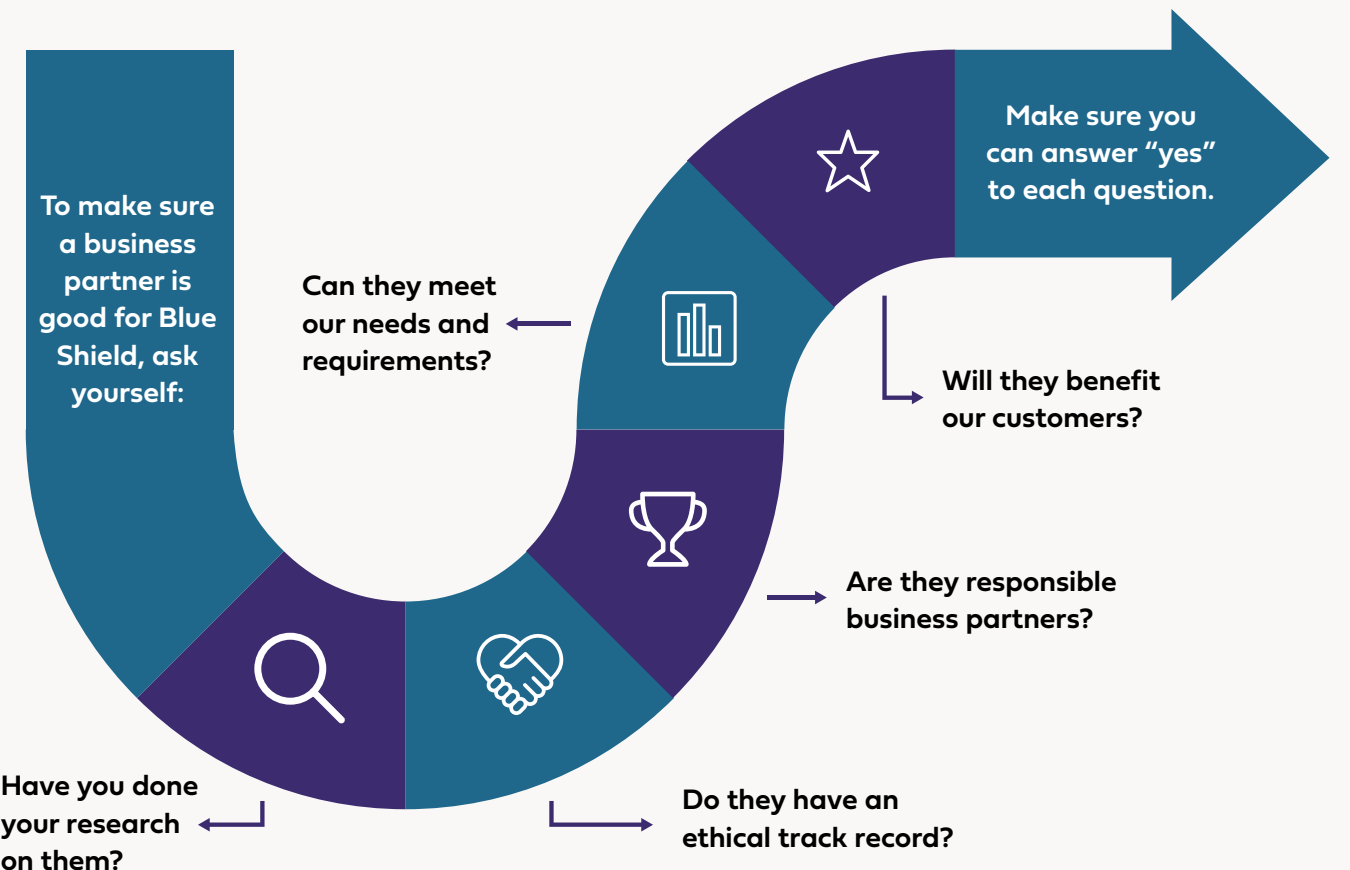 To make sure
a business
partner is
good for Blue
Shield, ask
yourself:
Have you done
your research
on them?
Do they have an
ethical track record?
Are they responsible
business partners?
Can they meet
our needs and
requirements?
Will they benefit
our customers?
Make sure you
can answer “yes”
to each question.